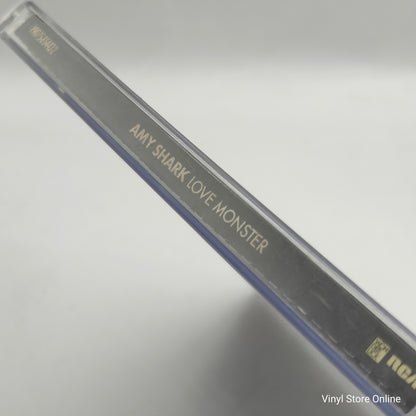 AMY SHARK LOVE MONSTER
RCA
Vinyl Store Online